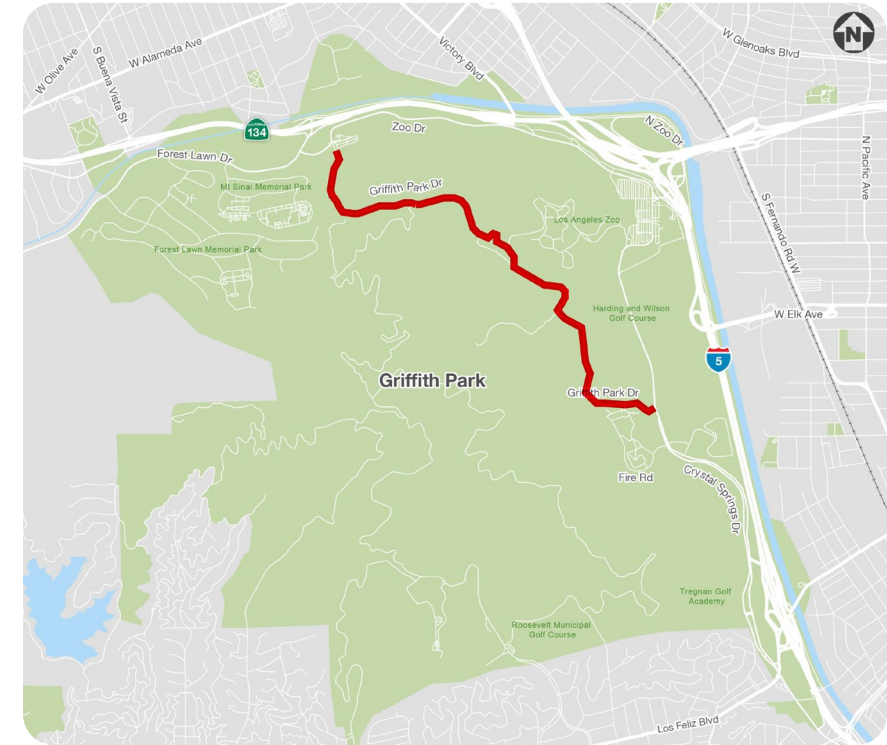 W Olive Ave
S Buena Vista St
W Alameda Ave
Victory Blvd
W Glenoaks Blvd
N
CALIFORNIA
134
Zoo Dr
N Zoo Dr
Forest Lawn Dr
N Pacific Ave
Griffith Park Dr
Mt Sinai Memorial Park
Los Angeles Zoo
S Fernando Rd W
Forest Lawn Memorial Park
Harding and Wilson
Golf Course
W Elk Ave
5
Griffith Park
Griffith Park Dr
Fire Rd
Crystal Springs Dr
Tregnan Golf
Academy
Roosevelt Municipal
Golf Course
Los Feliz Blvd